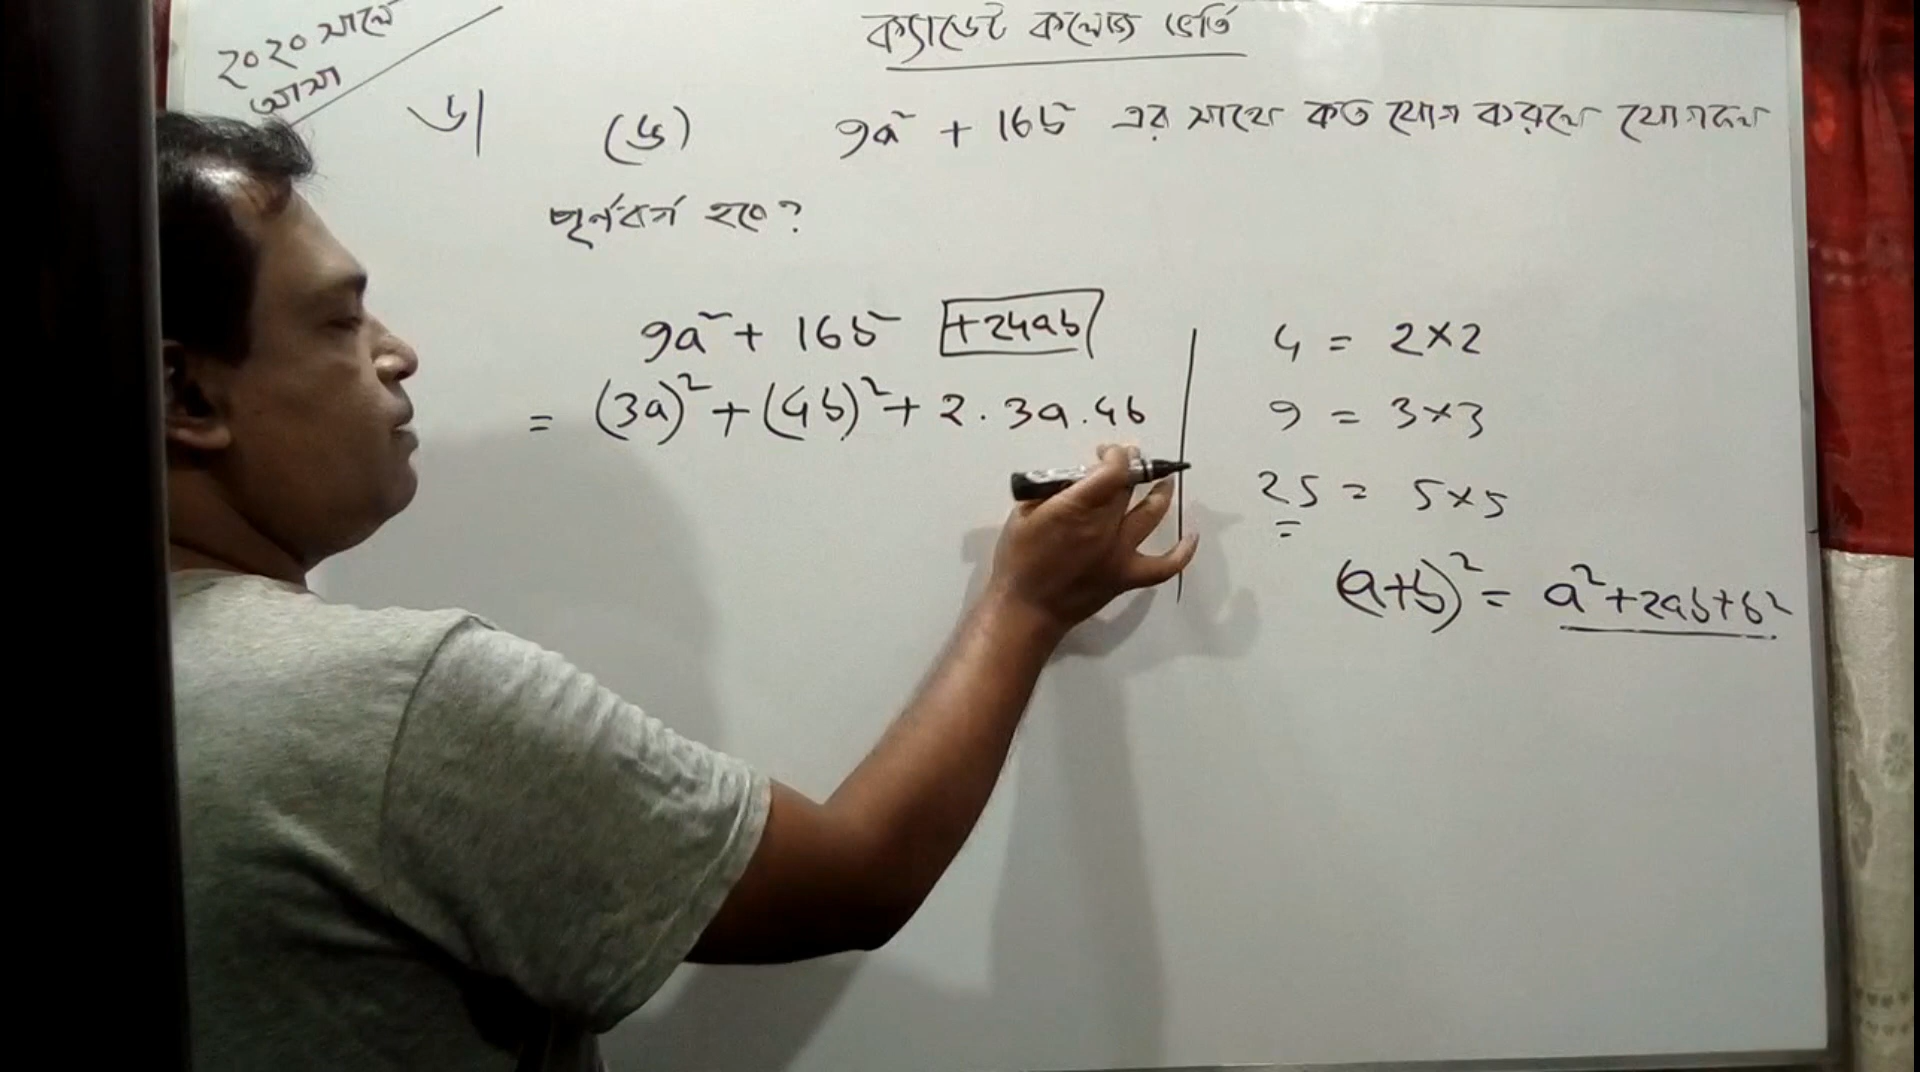 ২০২০ সালে
আসা
ক্যাডেট কলেজ ভর্তি
৬। (ঙ) 9a² + 16b² এর সাথে কত যোগ করলে যোগফল
পূর্ণবর্গ হবে?
9a² + 16b² +24ab
= (3a)² + (4b)² + 2.3a.4b
4 = 2×2
9 = 3×3
25 = 5×5
(a+b)² = a²+2ab+b²